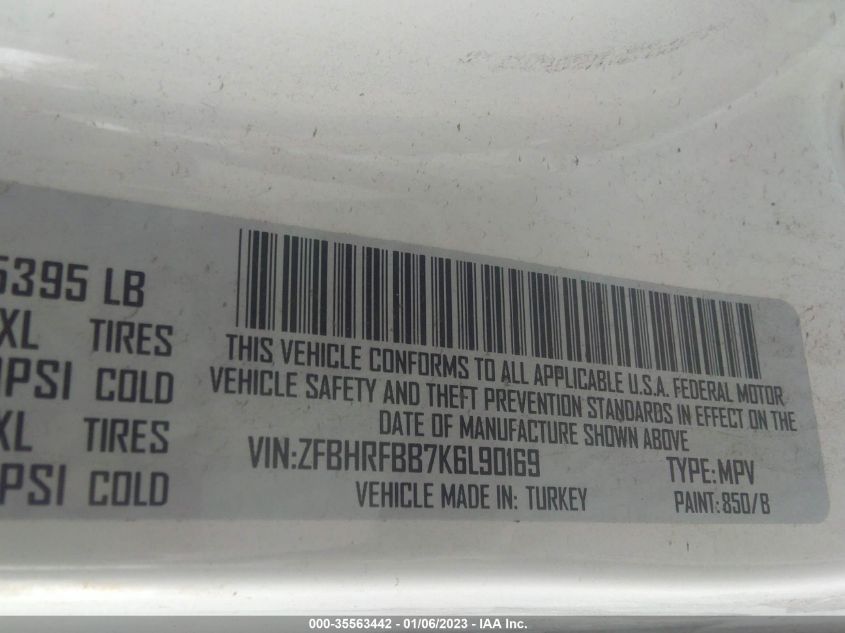 5395 LB
XL TIRES
PSI COLD
XL TIRES
PSI COLD
THIS VEHICLE CONFORMS TO ALL APPLICABLE U.S.A. FEDERAL MOTOR
VEHICLE SAFETY AND THEFT PREVENTION STANDARDS IN EFFECT ON THE
DATE OF MANUFACTURE SHOWN ABOVE
VIN:ZFBHRFBB7K6L90169
TYPE:MPV
VEHICLE MADE IN: TURKEY
PAINT:850/B
000-35563442 - 01/06/2023 - IAA Inc.